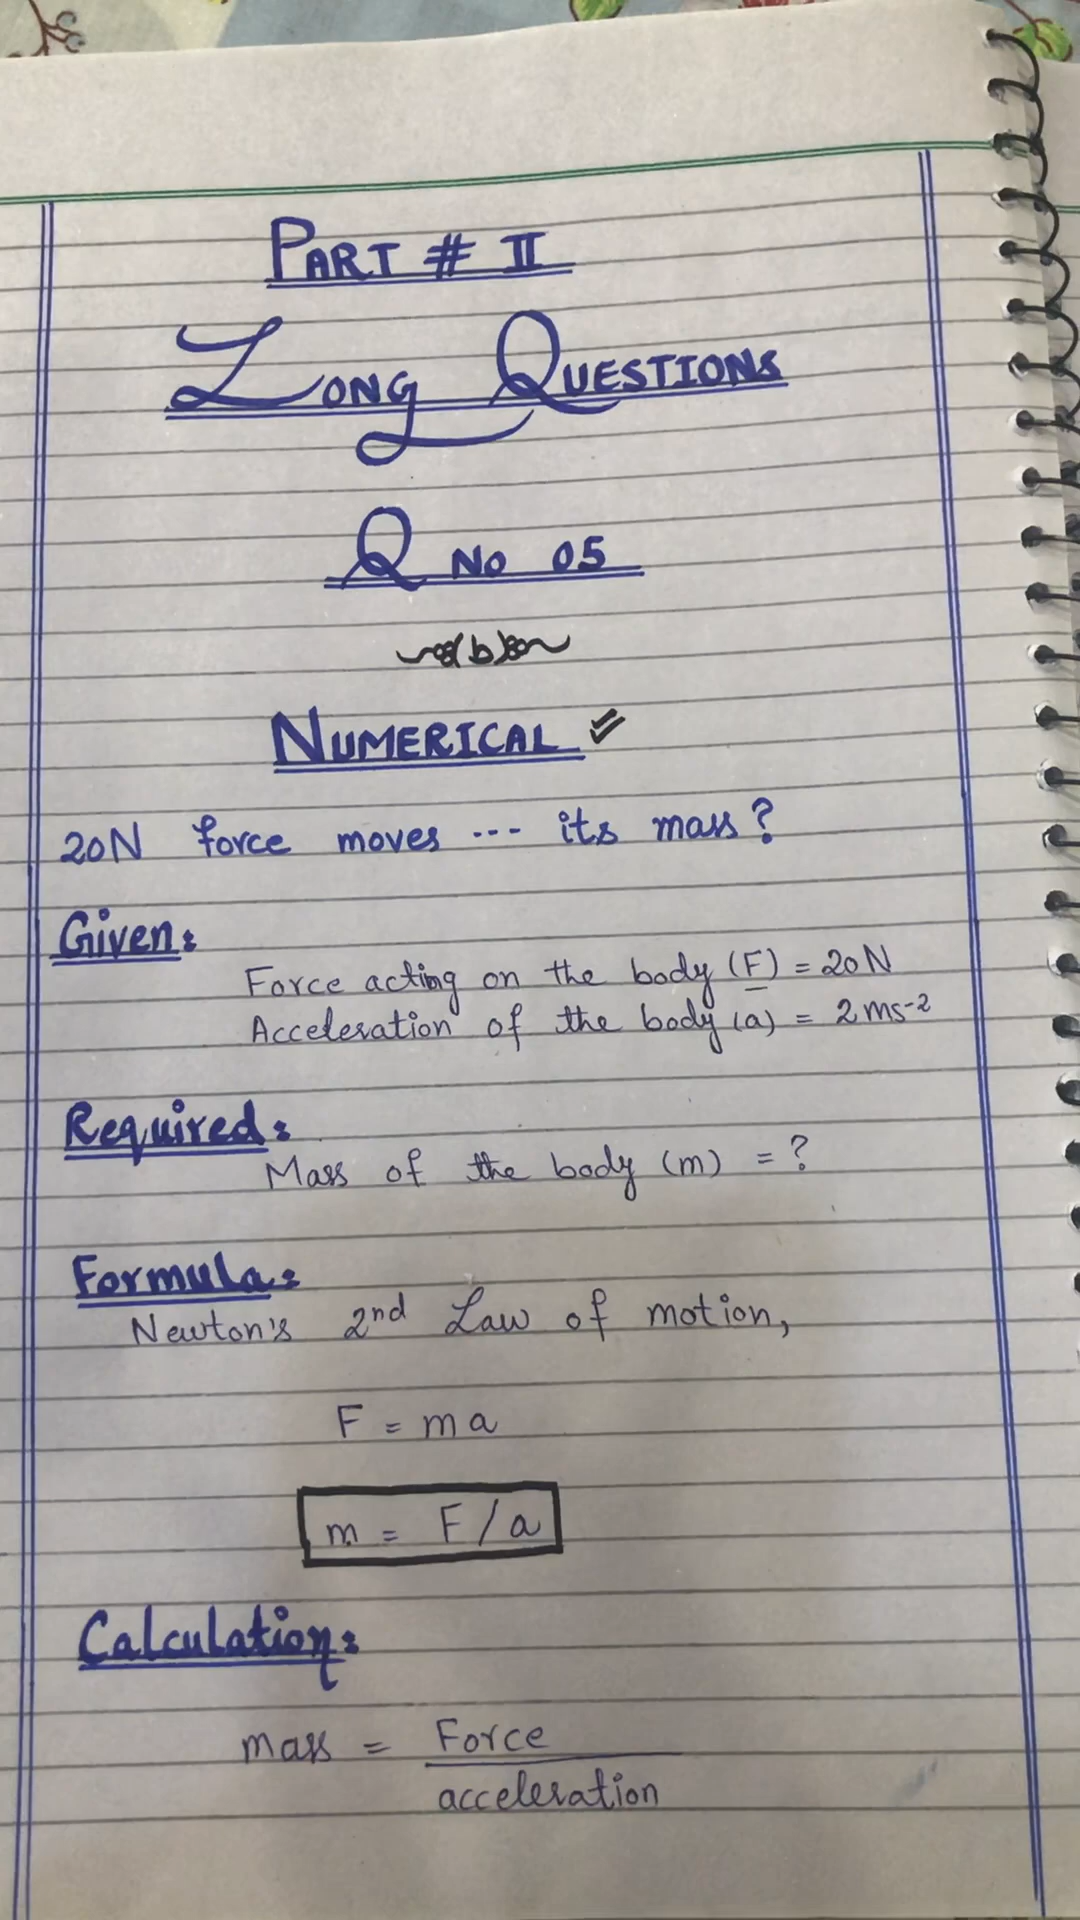 PART # II
LONG QUESTIONS
Q No 05
(b)
NUMERICAL
20N force moves --- its mass?
Given:
Force acting on the body (F) = 20N
Acceleration of the body (a) = 2ms-2
Required:
Mass of the body (m) = ?
Formula:
Newton's 2nd Law of motion,
F = ma
m = F/a
Calculation:
mass = Force
acceleration